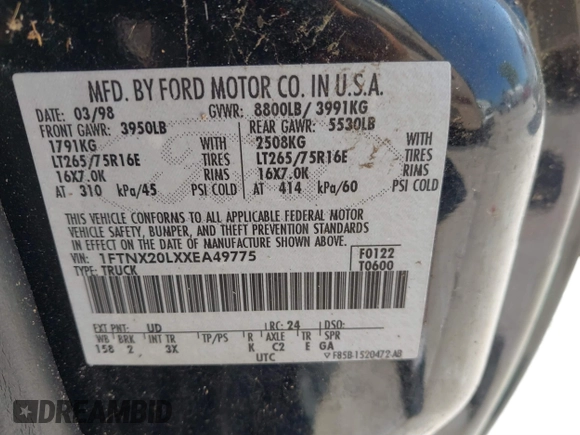 MFD. BY FORD MOTOR CO. IN U.S.A.
DATE: 03/98 GVWR: 8800LB/ 3991KG
FRONT GAWR: 3950LB REAR GAWR: 5530LB
1791KG WITH 2508KG WITH
LT265/75R16E TIRES LT265/75R16E TIRES
16X7.0K RIMS 16X7.0K RIMS
AT 310 kPa/45 PSI COLD AT 414 kPa/60 PSI COLD
THIS VEHICLE CONFORMS TO ALL APPLICABLE FEDERAL MOTOR
VEHICLE SAFETY, BUMPER, AND THEFT PREVENTION STANDARDS
IN EFFECT ON THE DATE OF MANUFACTURE SHOWN ABOVE.
VIN: 1FTNX20LXXEA49775 F0122
TYPE: TRUCK T0600
EXT PNT: UD RC: 24 DSO:
WB BRK INT TR TP/PS R AXLE TR SPR
158 2 3X K C2 E GA
UTC F85B-1520472-AB
AUTOBIDMASTER